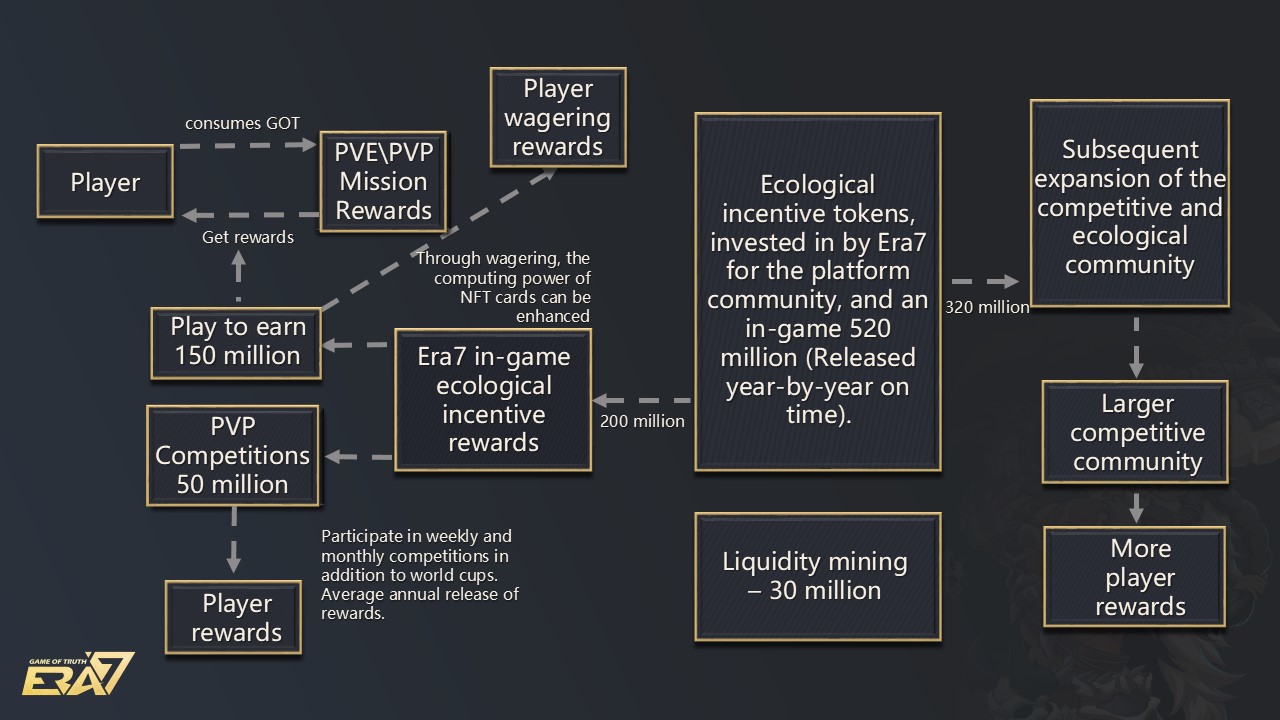 consumes GOT
Player
PVE\PVP
Mission
Rewards
Get rewards
Player
wagering
rewards
Through wagering, the
computing power of
NFT cards can be
enhanced
Play to earn
150 million
Era7 in-game
ecological
incentive
rewards
PVP
Competitions
50 million
Participate in weekly and
monthly competitions in
addition to world cups.
Average annual release of
rewards.
Player
rewards
200 million
Ecological
incentive tokens,
invested in by Era7
for the platform
community, and an
in-game 520
million (Released
year-by-year on
time).
Liquidity mining
– 30 million
320 million
Subsequent
expansion of the
competitive and
ecological
community
Larger
competitive
community
More
player
rewards
GAME OF TRUTH
ERA7